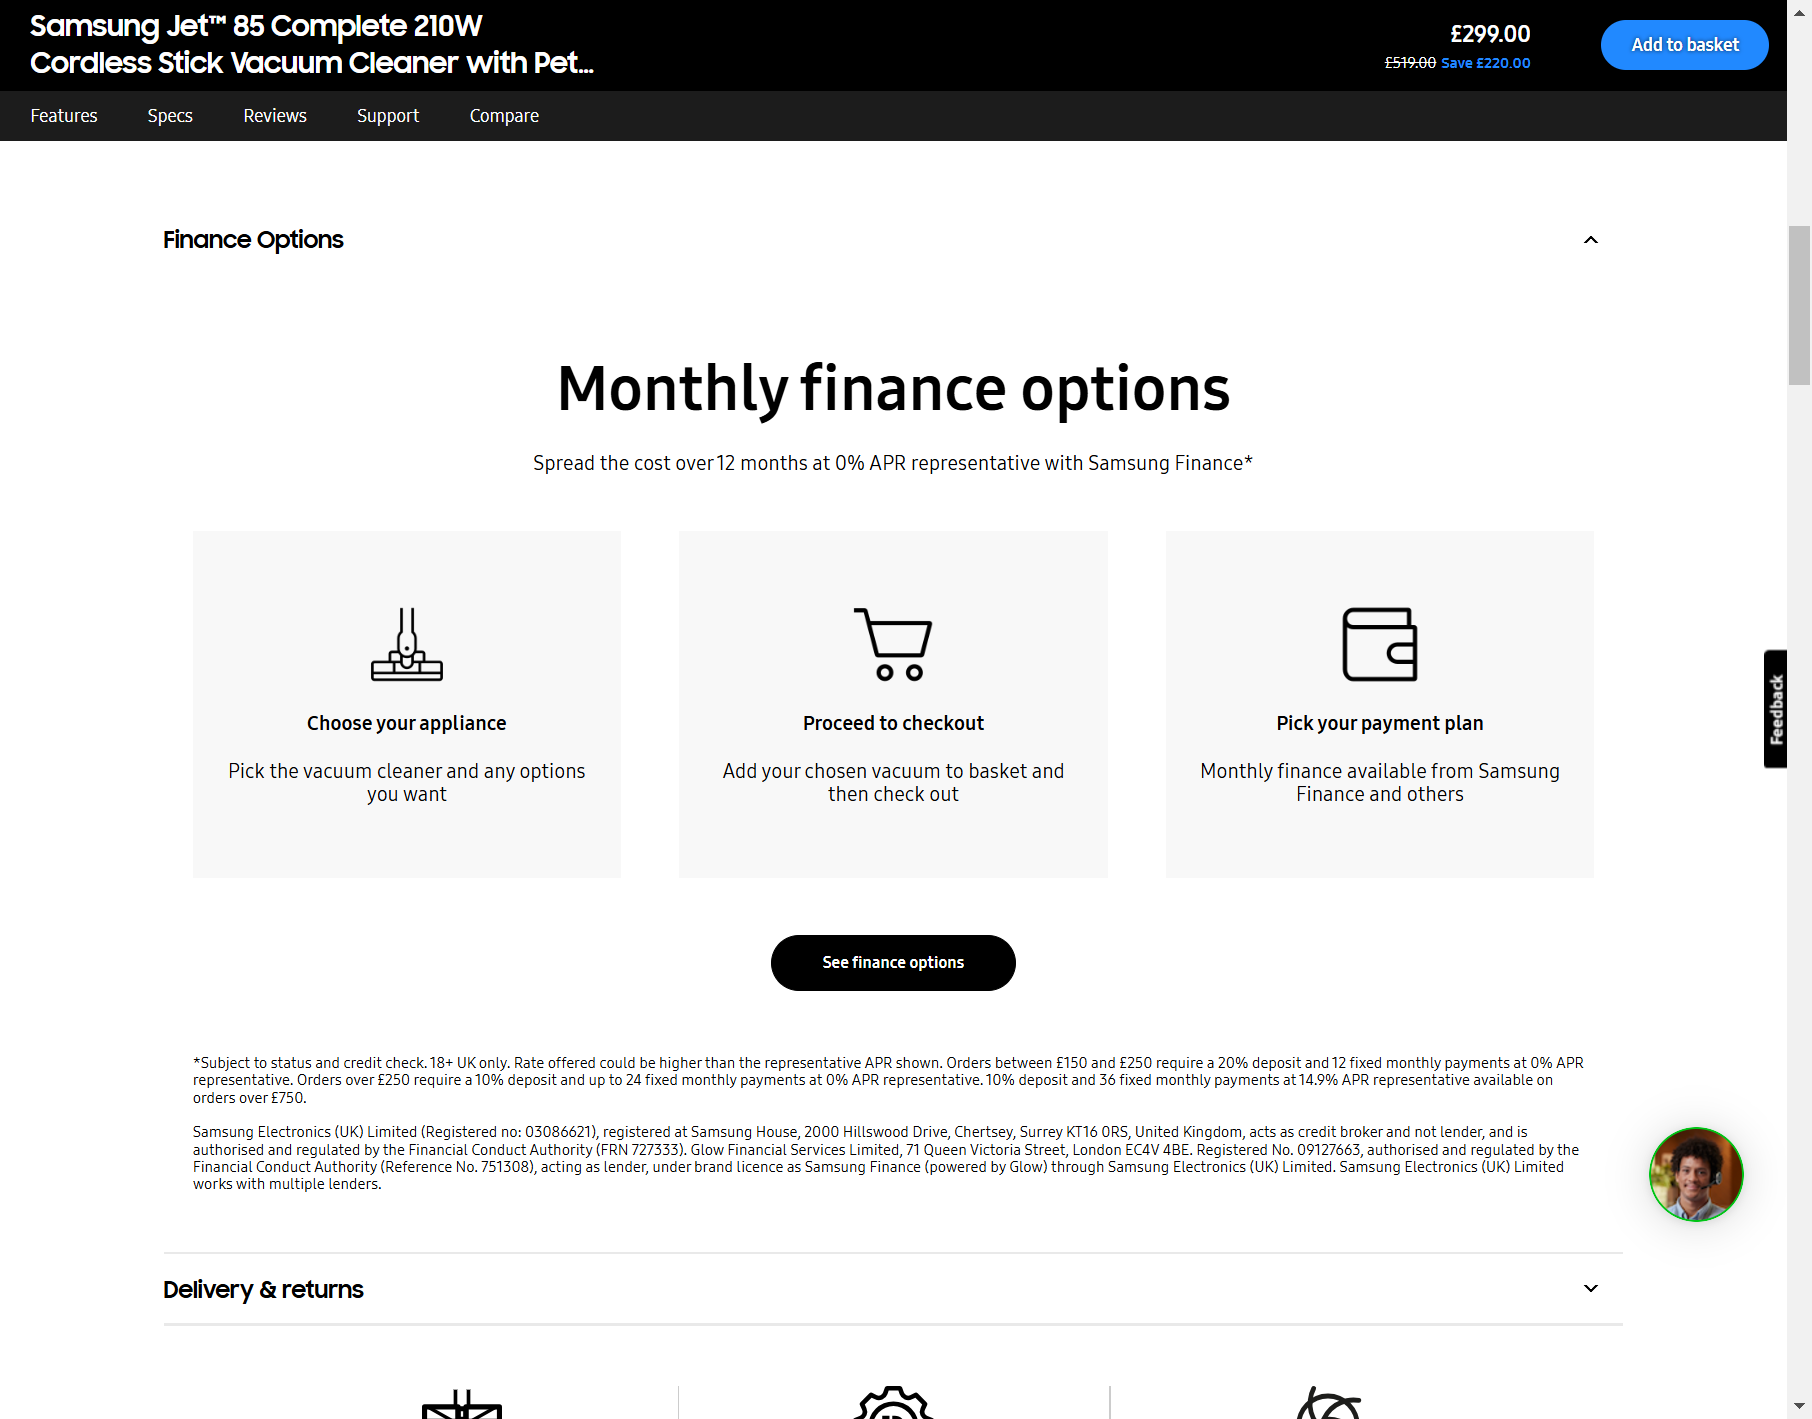 Samsung Jet™ 85 Complete 210W
Cordless Stick Vacuum Cleaner with Pet...
£299.00
£519.00 Save £220.00
Add to basket
Features
Specs
Reviews
Support
Compare
Finance Options
Monthly finance options
Spread the cost over 12 months at 0% APR representative with Samsung Finance*
Choose your appliance
Pick the vacuum cleaner and any options
you want
Proceed to checkout
Add your chosen vacuum to basket and
then check out
Pick your payment plan
Monthly finance available from Samsung
Finance and others
Feedback
See finance options
*Subject to status and credit check. 18+ UK only. Rate offered could be higher than the representative APR shown. Orders between £150 and £250 require a 20% deposit and 12 fixed monthly payments at 0% APR
representative. Orders over £250 require a 10% deposit and up to 24 fixed monthly payments at 0% APR representative. 10% deposit and 36 fixed monthly payments at 14.9% APR representative available on
orders over £750.
Samsung Electronics (UK) Limited (Registered no: 03086621), registered at Samsung House, 2000 Hillswood Drive, Chertsey, Surrey KT16 0RS, United Kingdom, acts as credit broker and not lender, and is
authorised and regulated by the Financial Conduct Authority (FRN 727333). Glow Financial Services Limited, 71 Queen Victoria Street, London EC4V 4BE. Registered No. 09127663, authorised and regulated by the
Financial Conduct Authority (Reference No. 751308), acting as lender, under brand licence as Samsung Finance (powered by Glow) through Samsung Electronics (UK) Limited. Samsung Electronics (UK) Limited
works with multiple lenders.
Delivery & returns